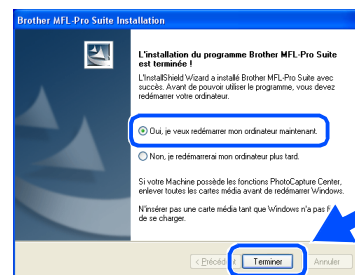 Brother MFL-Pro Suite Installation
L'installation du programme Brother MFL-Pro Suite
est terminée !
L'InstallShield Wizard a installé Brother MFL-Pro Suite avec
succès. Avant de pouvoir utiliser le programme, vous devez
redémarrer votre ordinateur.
Oui, je veux redémarrer mon ordinateur maintenant.
Non, je redémarrerai mon ordinateur plus tard.
Si votre Machine possède les fonctions PhotoCapture Center,
enlever toutes les cartes média avant de redémarrer Windows.
N'insérer pas une carte média tant que Windows n'a pas
de se charger.
< Précédent Terminer Annuler